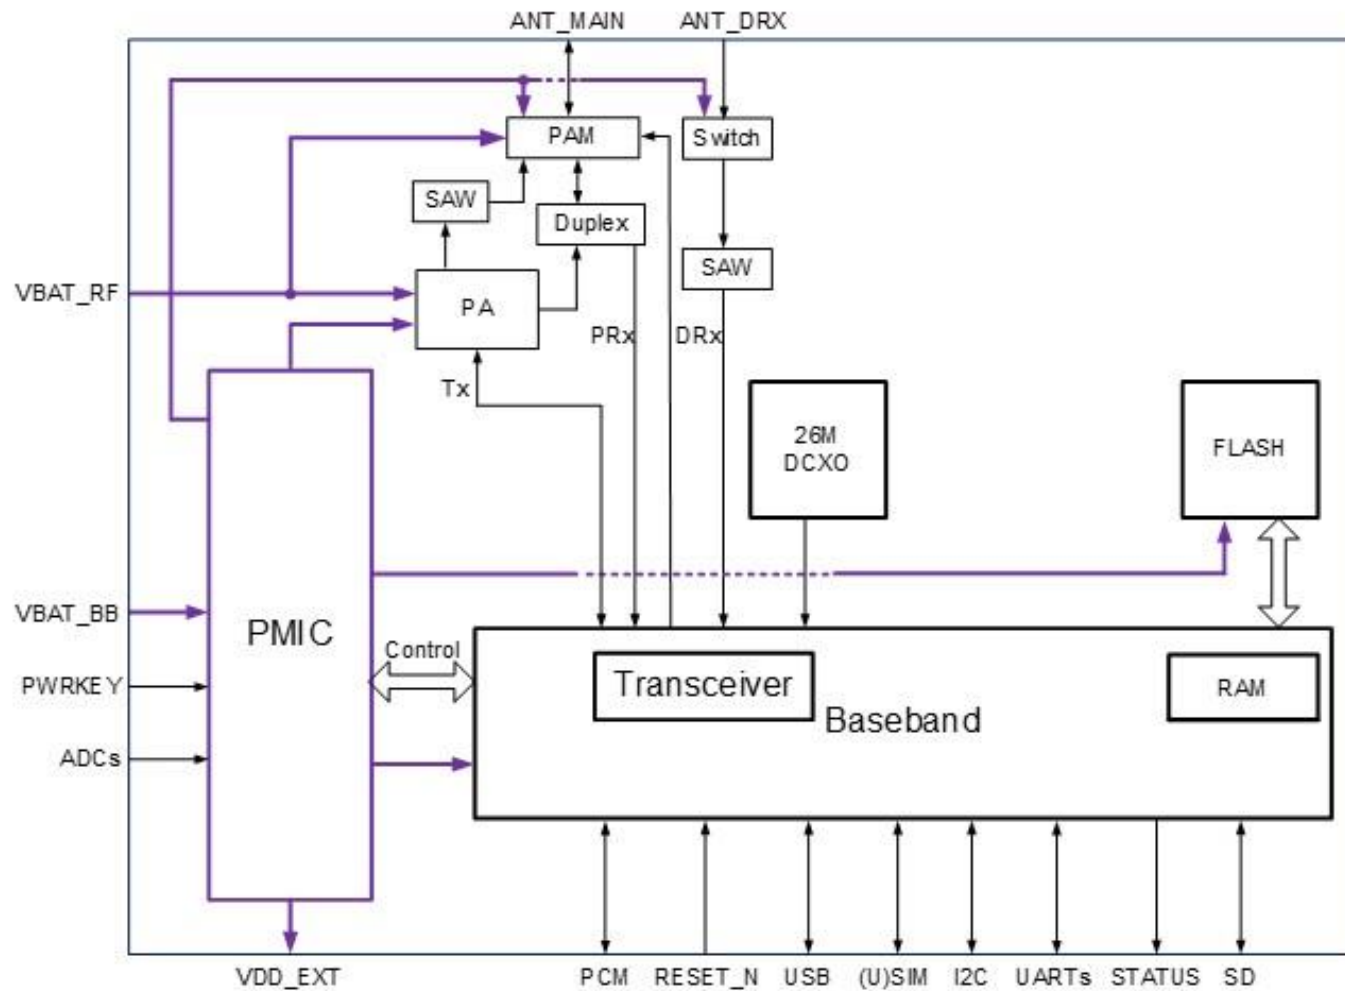 ANT_MAIN
ANT_DRX
PAM
Switch
SAW
Duplex
SAW
VBAT_RF
PA
PRx
DRx
Tx
26M
DCXO
FLASH
VBAT_BB
PMIC
Control
PWRKEY
Transceiver
RAM
Baseband
ADCs
VDD_EXT
PCM
RESET_N
USB
(U)SIM
I2C
UARTs
STATUS
SD